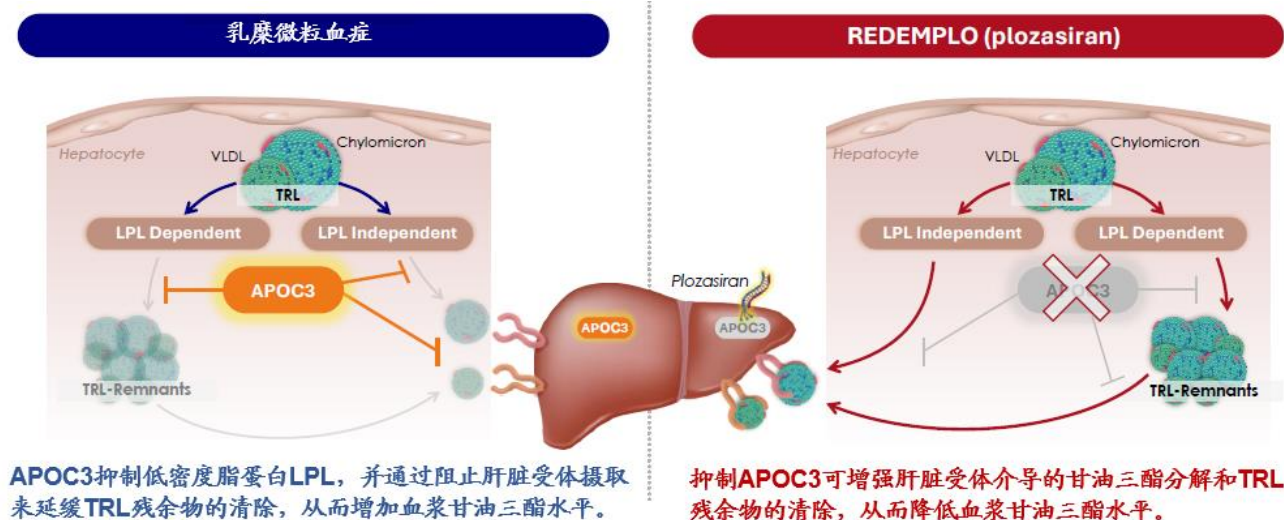 乳糜微粒血症
REDEMPLO (plozasiran)
Hepatocyte
VLDL
Chylomicron
TRL
LPL Dependent
LPL Independent
APOC3
TRL-Remnants
APOC3
Plozasiran
APOC3
Hepatocyte
VLDL
Chylomicron
TRL
LPL Independent
LPL Dependent
APOC3
TRL-Remnants
APOC3抑制低密度脂蛋白LPL，并通过阻止肝脏受体摄取
来延缓TRL残余物的清除，从而增加血浆甘油三酯水平。
抑制APOC3可增强肝脏受体介导的甘油三酯分解和TRL
残余物的清除，从而降低血浆甘油三酯水平。